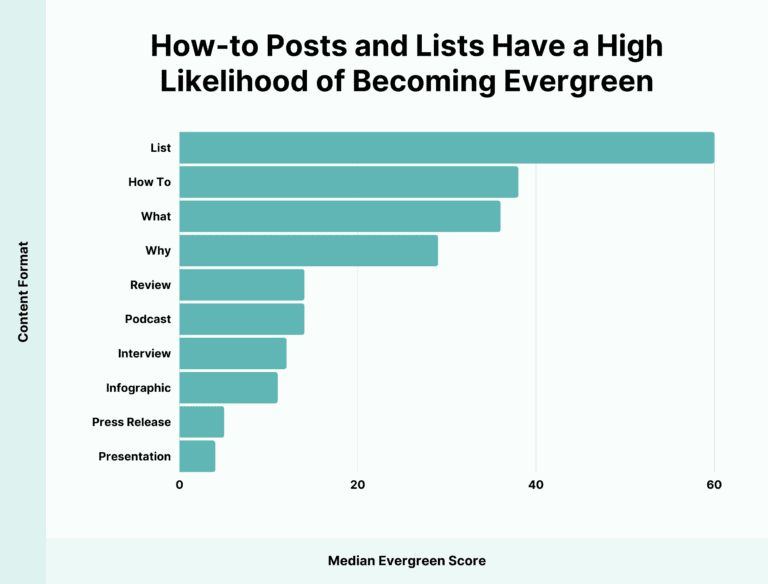 How-to Posts and Lists Have a High
Likelihood of Becoming Evergreen
Content Format
List
How To
What
Why
Review
Podcast
Interview
Infographic
Press Release
Presentation
0 20 40 60
Median Evergreen Score